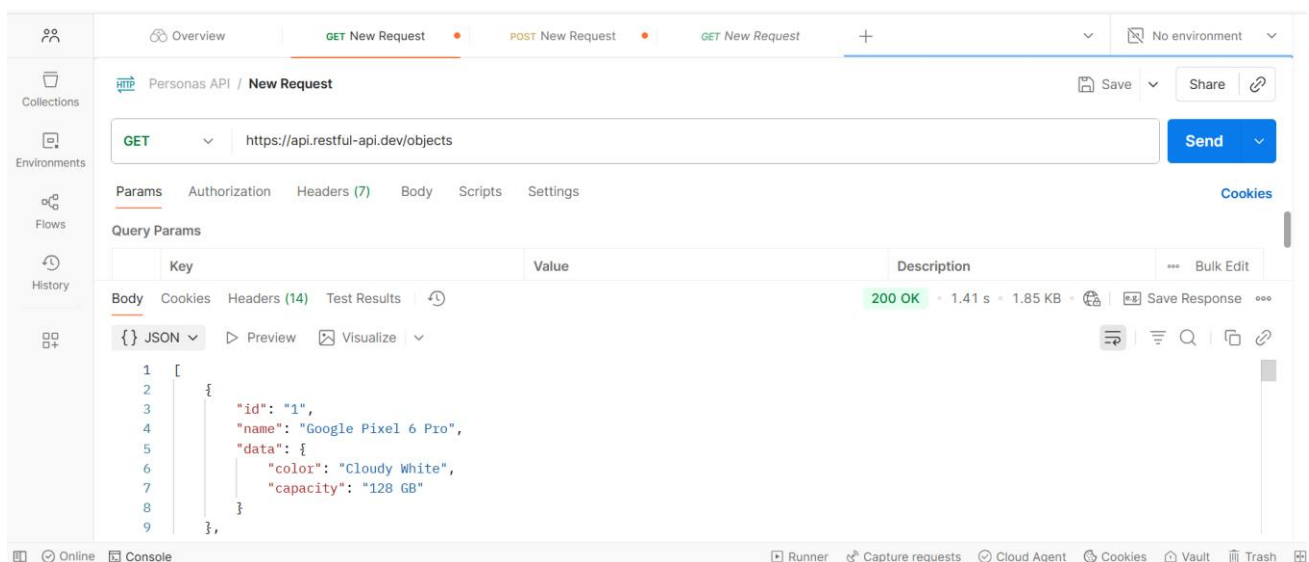 Overview
GET New Request
POST New Request
GET New Request
No environment
Collections
Environments
Flows
History
HTTP Personas API / New Request
Save
Share
GET https://api.restful-api.dev/objects
Send
Params Authorization Headers (7) Body Scripts Settings
Cookies
Query Params
Key Value Description Bulk Edit
Body Cookies Headers (14) Test Results
200 OK 1.41 s 1.85 KB e.g. Save Response
{} JSON Preview Visualize
1 [
2 {
3 "id": "1",
4 "name": "Google Pixel 6 Pro",
5 "data": {
6 "color": "Cloudy White",
7 "capacity": "128 GB"
8 }
9 },
Online Console
Runner Capture requests Cloud Agent Cookies Vault Trash